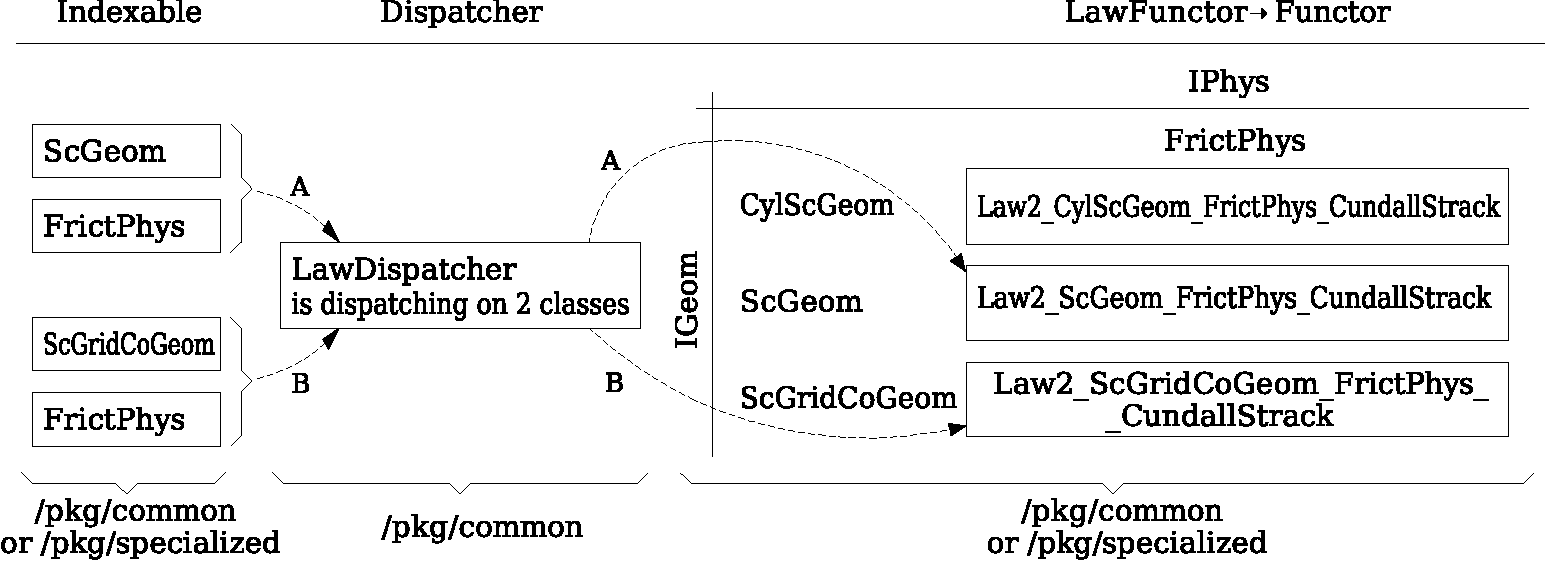 Indexable
Dispatcher
LawFunctor→Functor
IPhys
FrictPhys
ScGeom
FrictPhys
A
LawDispatcher
is dispatching on 2 classes
ScGridCoGeom
FrictPhys
B
A
B
IGeom
CylScGeom
Law2_CylScGeom_FrictPhys_CundallStrack
ScGeom
Law2_ScGeom_FrictPhys_CundallStrack
ScGridCoGeom
Law2_ScGridCoGeom_FrictPhys_
_CundallStrack
/pkg/common
or /pkg/specialized
/pkg/common
/pkg/common
or /pkg/specialized